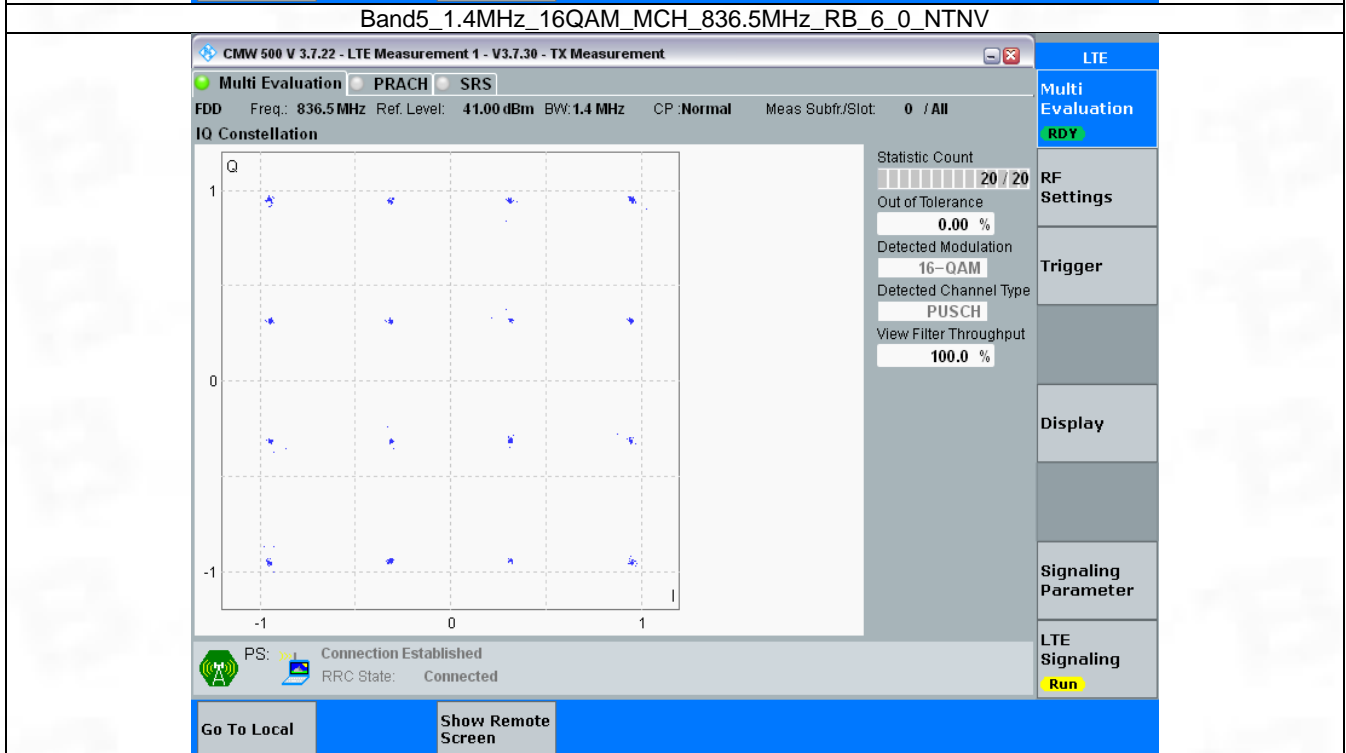 Band5_1.4MHz_16QAM_MCH_836.5MHz_RB_6_0_NTNV
CMW 500 V 3.7.22 - LTE Measurement 1 - V3.7.30 - TX Measurement
LTE
Multi Evaluation PRACH SRS
FDD Freq.: 836.5 MHz Ref. Level: 41.00 dBm BW: 1.4 MHz CP :Normal Meas Subfr./Slot: 0 / All
IQ Constellation
Q
1
0
-1
I
-1 0 1
Statistic Count
20 / 20
Out of Tolerance
0.00 %
Detected Modulation
16-QAM
Detected Channel Type
PUSCH
View Filter Throughput
100.0 %
Multi
Evaluation
RDY
RF
Settings
Trigger
Display
Signaling
Parameter
LTE
Signaling
Run
PS: Connection Established
RRC State: Connected
Go To Local
Show Remote
Screen